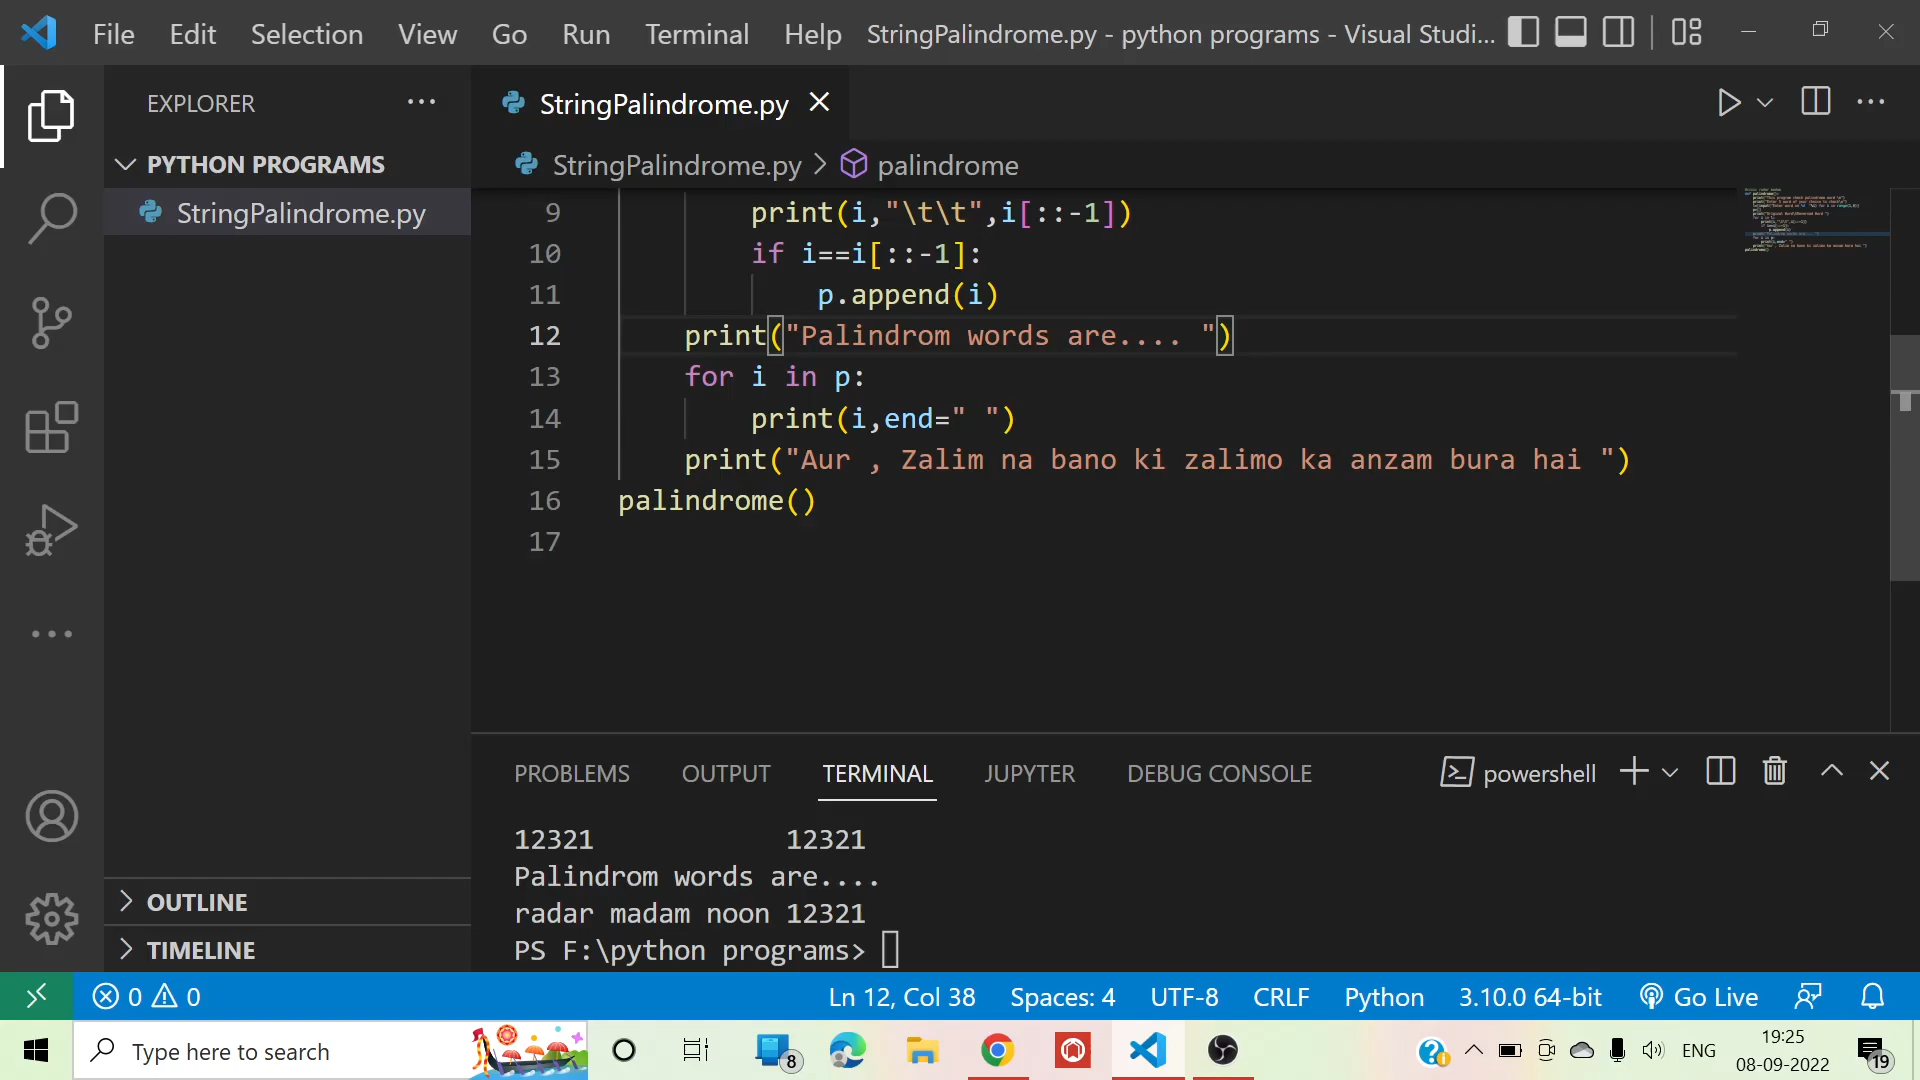 File Edit Selection View Go Run Terminal Help StringPalindrome.py - python programs - Visual Studi...
EXPLORER
StringPalindrome.py
PYTHON PROGRAMS
StringPalindrome.py > palindrome
StringPalindrome.py
9 print(i,"\t\t",i[::-1])
10 if i==i[::-1]:
11 p.append(i)
12 print("Palindrom words are.... ")
13 for i in p:
14 print(i,end=" ")
15 print("Aur , Zalim na bano ki zalimo ka anzam bura hai ")
16 palindrome()
17
PROBLEMS OUTPUT TERMINAL JUPYTER DEBUG CONSOLE powershell
12321 12321
Palindrom words are....
radar madam noon 12321
PS F:\python programs>
OUTLINE
TIMELINE
0 0 Ln 12, Col 38 Spaces: 4 UTF-8 CRLF Python 3.10.0 64-bit Go Live
Type here to search
8
ENG
19:25
08-09-2022
19